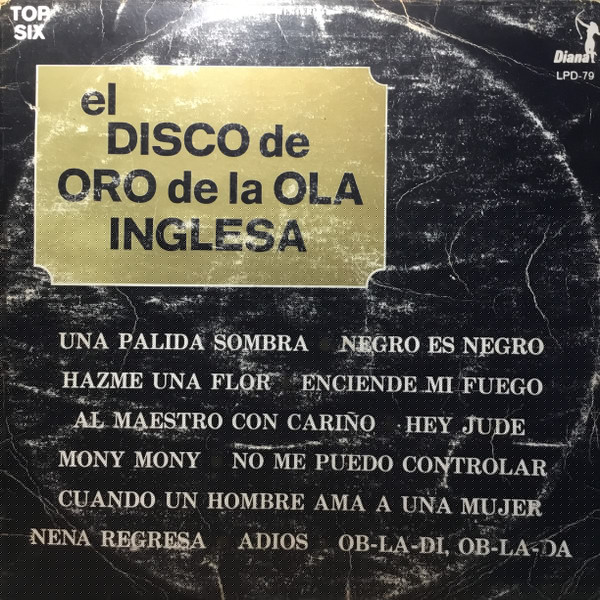 TOP
SIX
Diana
LPD-79
el
DISCO de
ORO de la OLA
INGLESA
UNA PALIDA SOMBRA NEGRO ES NEGRO
HAZME UNA FLOR ENCIENDE MI FUEGO
AL MAESTRO CON CARIÑO · HEY JUDE
MONY MONY NO ME PUEDO CONTROLAR
CUANDO UN HOMBRE AMA A UNA MUJER
NENA REGRESA ADIOS OB-LA-DI, OB-LA-DA